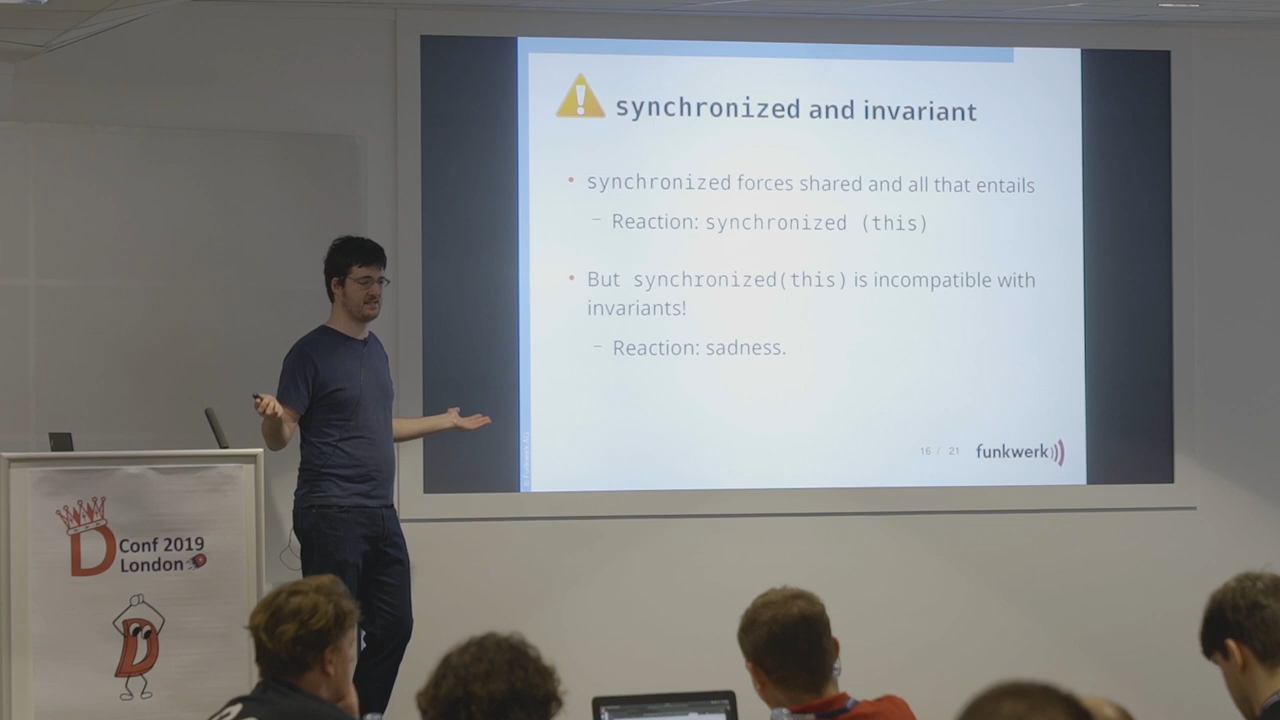 synchronized and invariant
• synchronized forces shared and all that entails
– Reaction: synchronized (this)
• But synchronized(this) is incompatible with
invariants!
– Reaction: sadness.
16 / 21 funkwerk
D Conf 2019
London
D